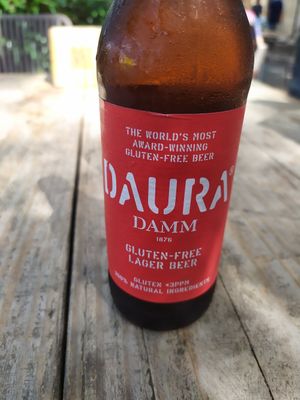 THE WORLD'S MOST
AWARD-WINNING
GLUTEN-FREE BEER
DAURA®
DAMM
1876
GLUTEN-FREE
LAGER BEER
GLUTEN <3PPM
100% NATURAL INGREDIENTS